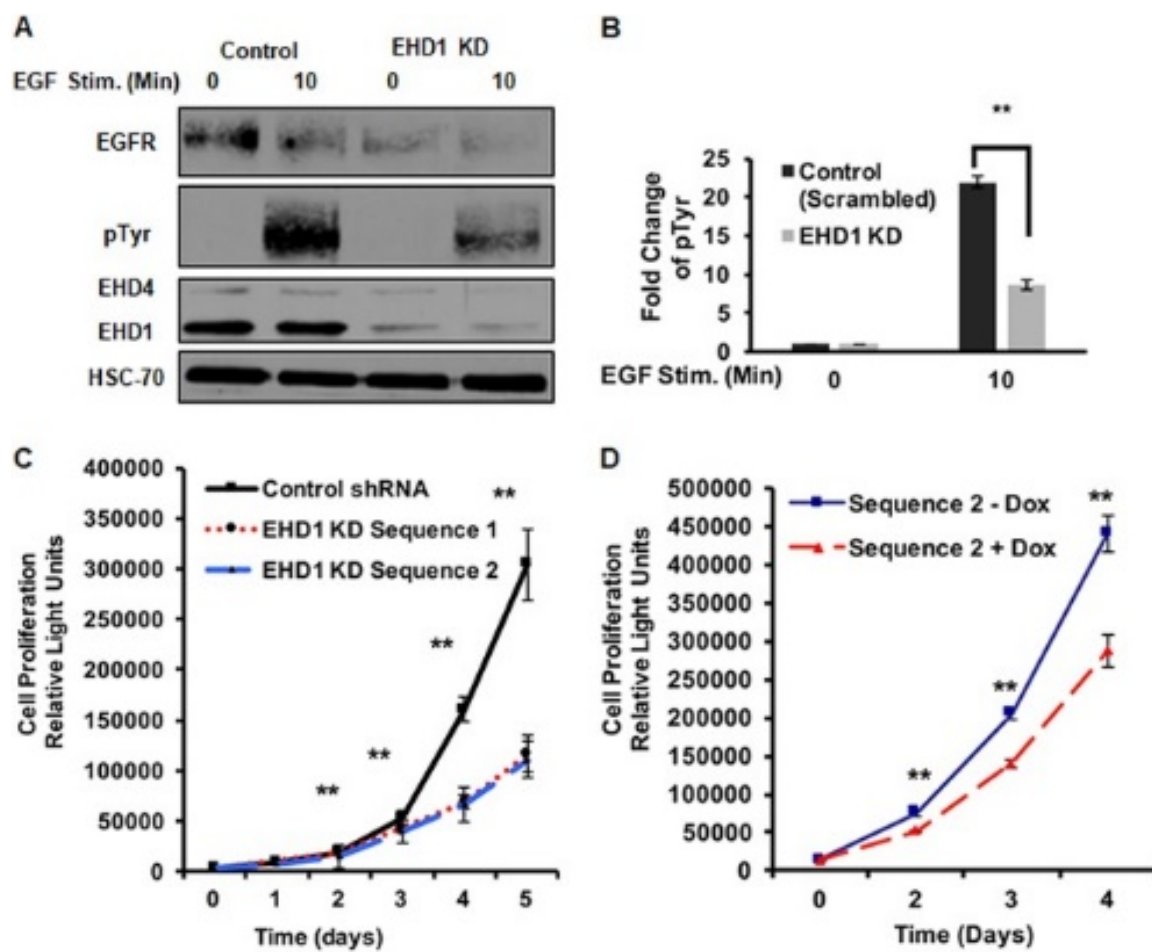 A
Control EHD1 KD
EGF Stim. (Min) 0 10 0 10
EGFR
pTyr
EHD4
EHD1
HSC-70
B
**
Fold Change
of pTyr
25
20
15
10
5
0
Control
(Scrambled)
EHD1 KD
EGF Stim. (Min) 0 10
C
Cell Proliferation
Relative Light Units
400000
350000
300000
250000
200000
150000
100000
50000
0
Control shRNA
EHD1 KD Sequence 1
EHD1 KD Sequence 2
**
**
**
**
0 1 2 3 4 5
Time (days)
D
Cell Proliferation
Relative Light Units
500000
450000
400000
350000
300000
250000
200000
150000
100000
50000
0
Sequence 2 - Dox
Sequence 2 + Dox
**
**
**
0 2 3 4
Time (Days)